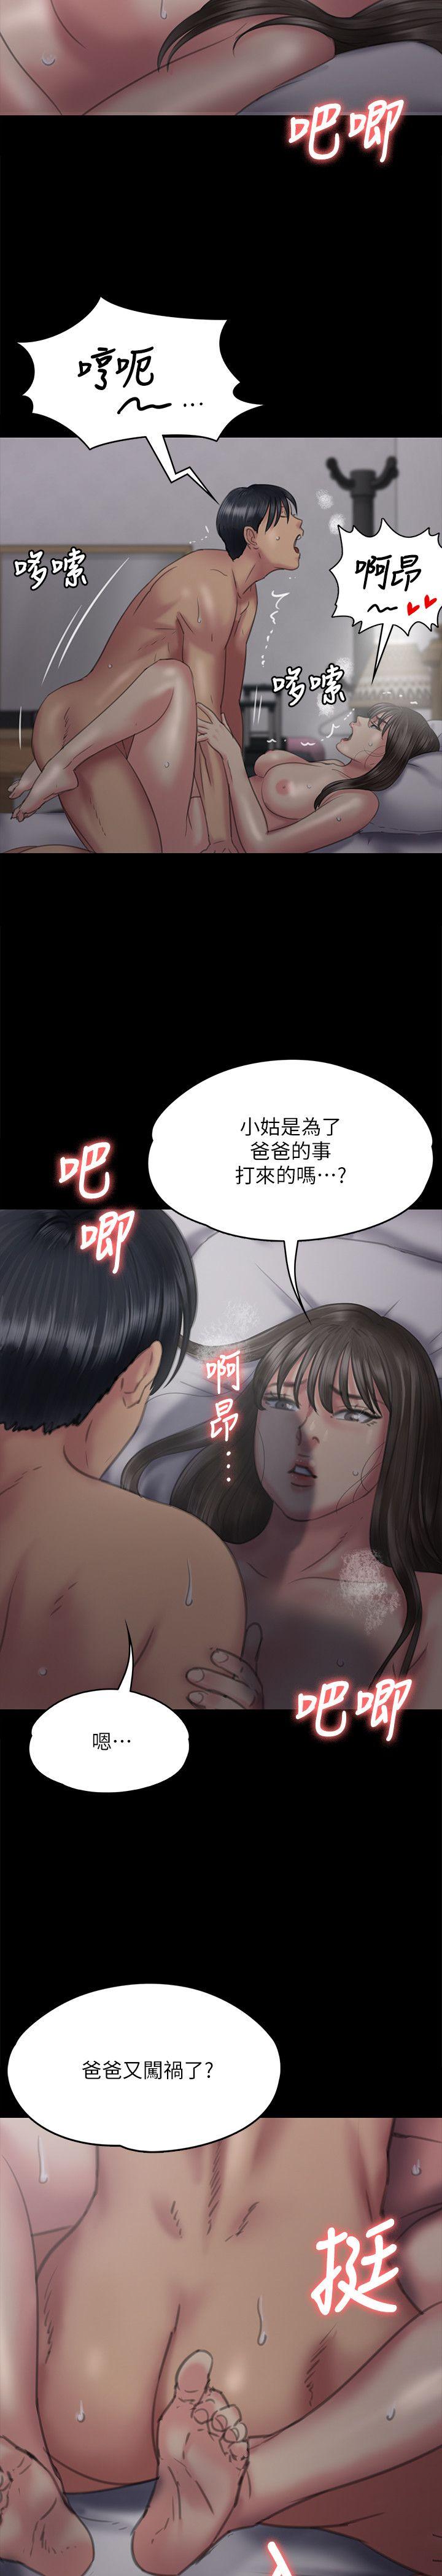 吧唧
哼呃
～…
啊昂
～
哆嗦
哆嗦
小姑是為了
爸爸的事
打來的嗎…?
吧
唧
啊
昂
…
吧唧
嗯…
爸爸又闖禍了?
挺